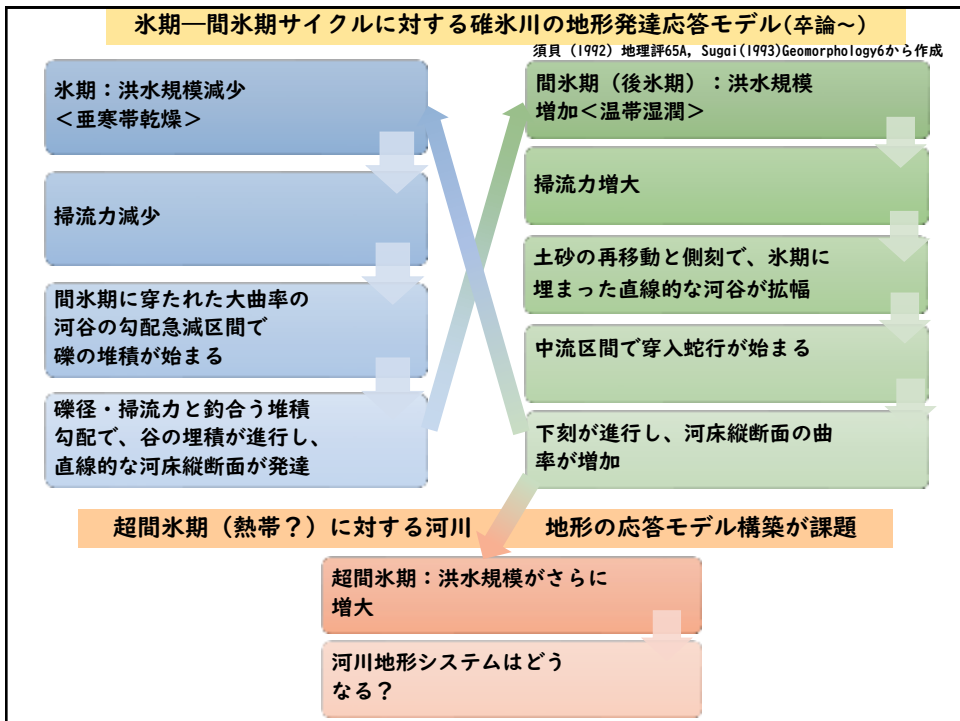 氷期―間氷期サイクルに対する碓氷川の地形発達応答モデル(卒論~)
須貝（1992）地理評65A, Sugai(1993)Geomorphology6から作成
氷期：洪水規模減少
＜亜寒帯乾燥＞
掃流力減少
間氷期に穿たれた大曲率の
河谷の勾配急減区間で
礫の堆積が始まる
礫径・掃流力と釣合う堆積
勾配で、谷の埋積が進行し、
直線的な河床縦断面が発達
間氷期（後氷期）：洪水規模
増加＜温帯湿潤＞
掃流力増大
土砂の再移動と側刻で、氷期に
埋まった直線的な河谷が拡幅
中流区間で穿入蛇行が始まる
下刻が進行し、河床縦断面の曲
率が増加
超間氷期（熱帯？）に対する河川　地形の応答モデル構築が課題
超間氷期：洪水規模がさらに
増大
河川地形システムはどう
なる？